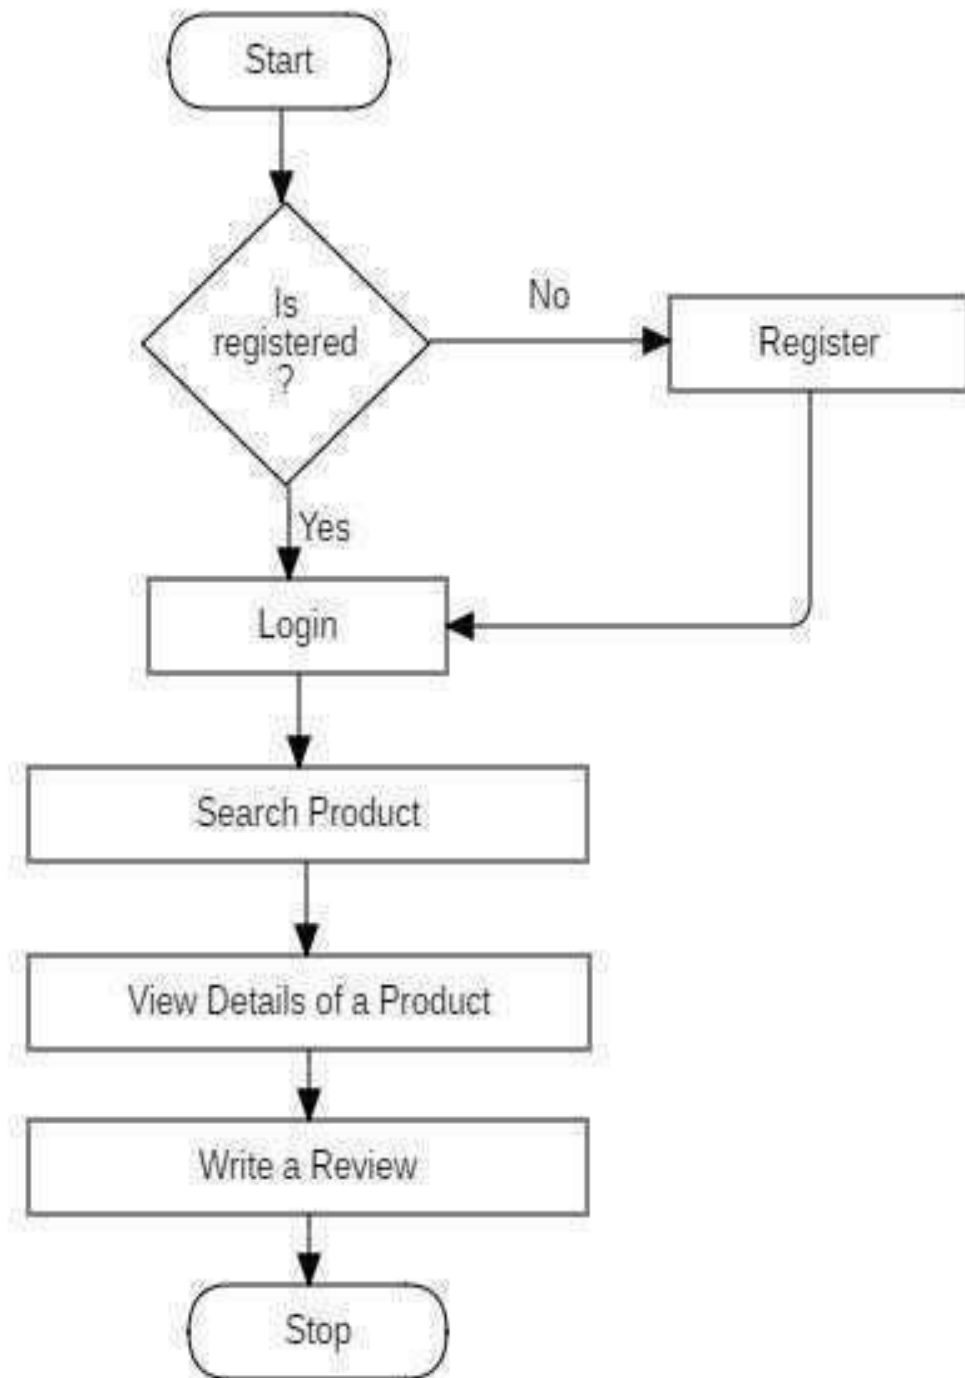 Start
Is
registered
?
No
Register
Yes
Login
Search Product
View Details of a Product
Write a Review
Stop